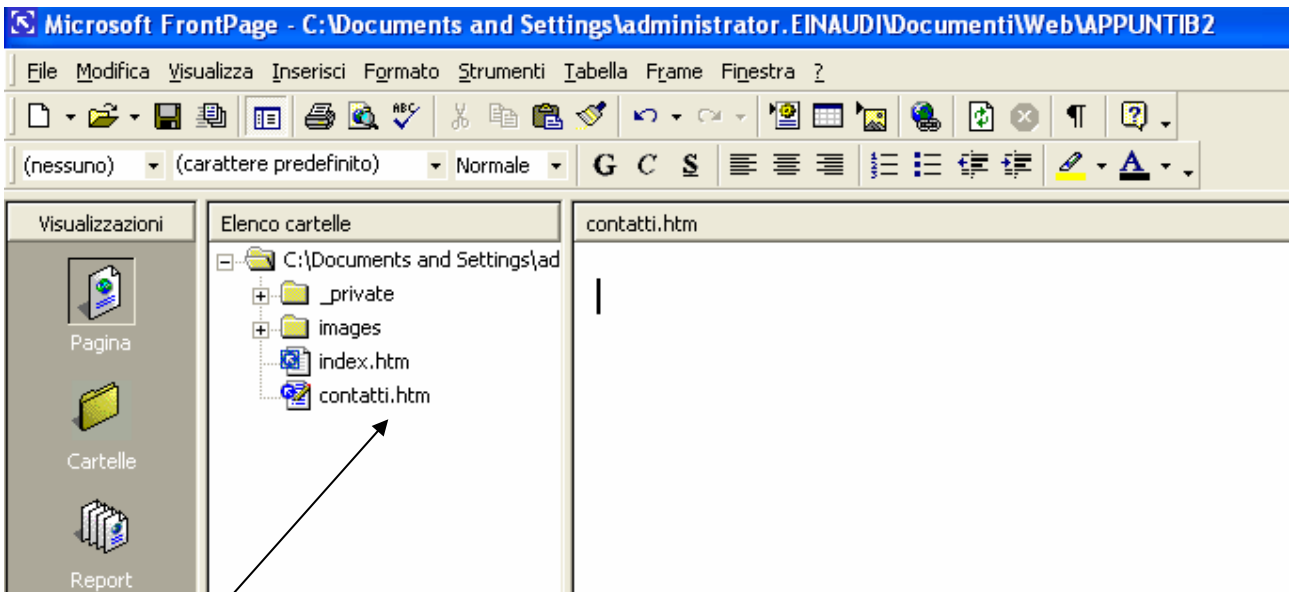 Microsoft FrontPage - C:\Documents and Settings\administrator.EINAUDI\Documenti\Web\APPUNTIB2
File Modifica Visualizza Inserisci Formato Strumenti Tabella Frame Finestra ?
ABC
(nessuno) (carattere predefinito) Normale G C S A
Visualizzazioni Elenco cartelle contatti.htm
C:\Documents and Settings\ad
_private
images
Pagina
index.htm
contatti.htm
Cartelle
Report